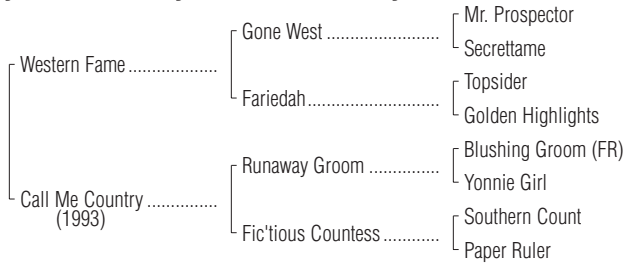 Mr. Prospector
Gone West ........................
Secrettame
Western Fame ...................
Topsider
Fariedah............................
Golden Highlights
Blushing Groom (FR)
Runaway Groom ...............
Yonnie Girl
Call Me Country ...............
(1993)
Southern Count
Fic'tious Countess ............
Paper Ruler